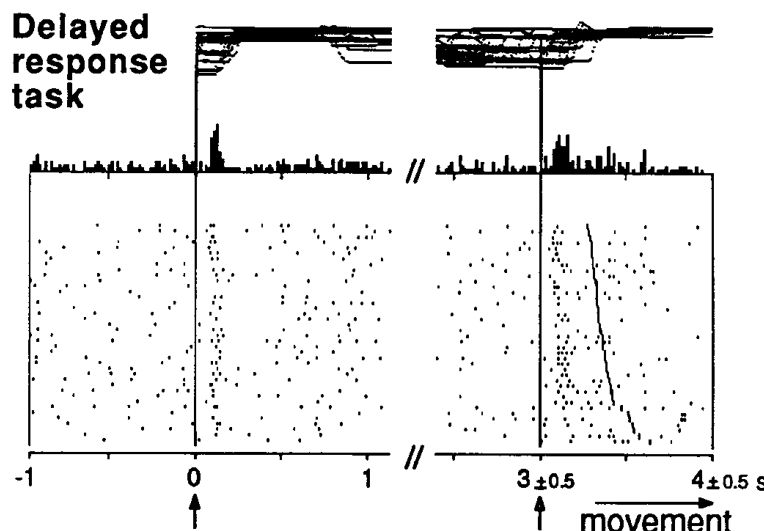 Delayed
response
task
//
//
-1 0 1 3±0.5 4±0.5 s
movement